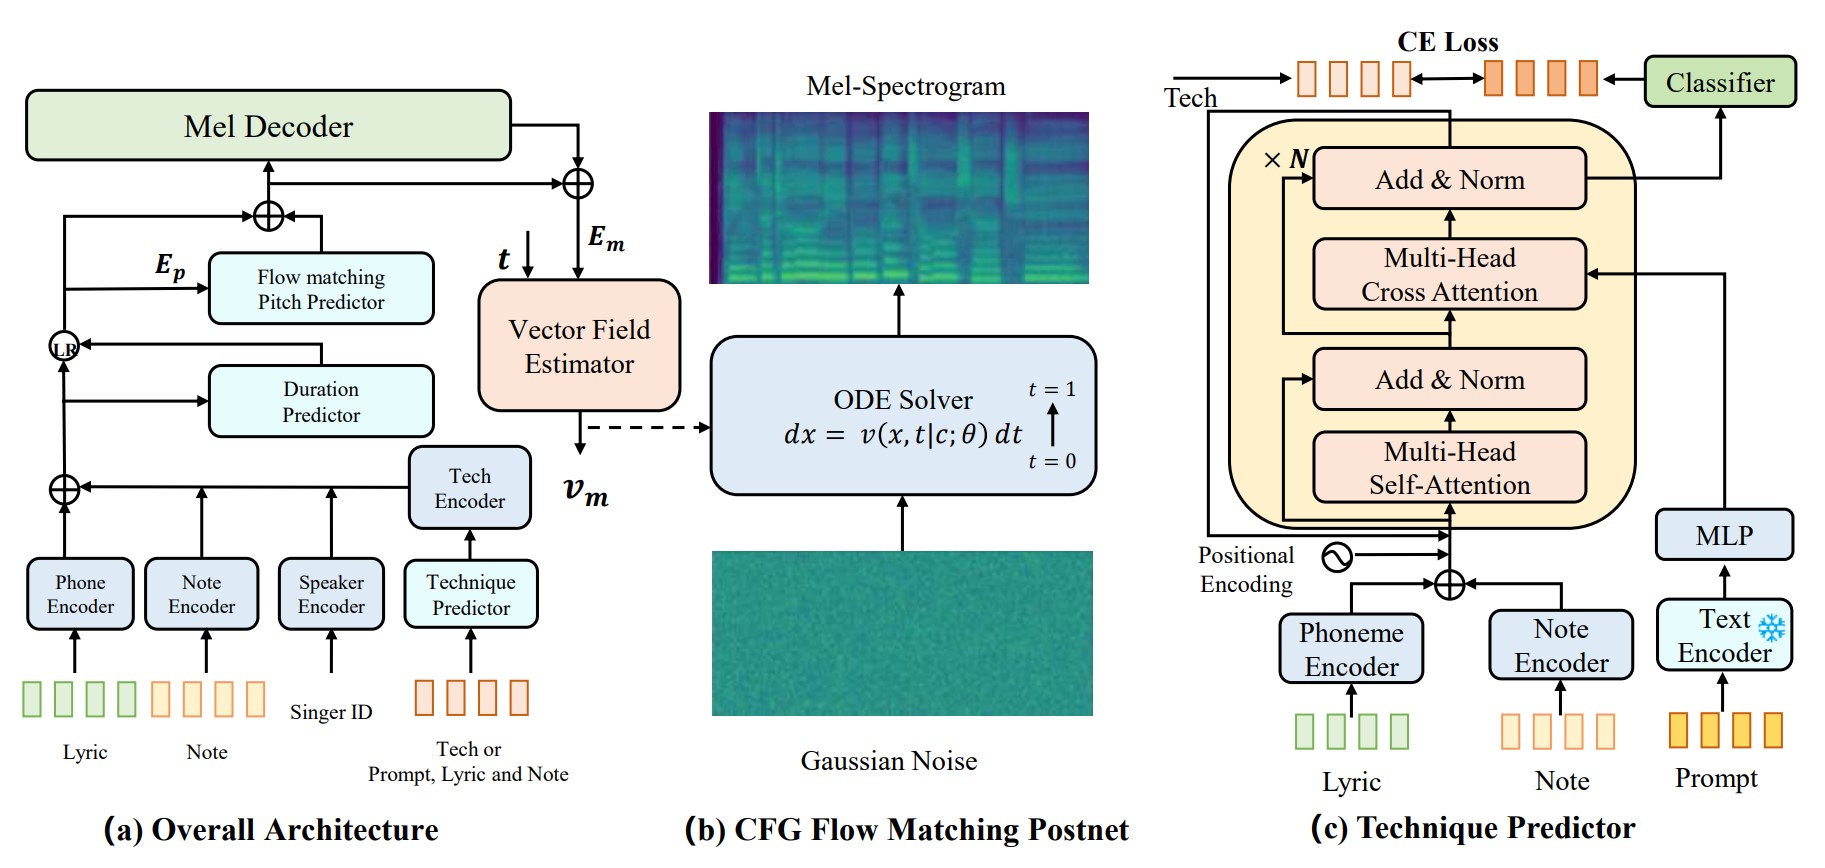 Mel Decoder
E_m
t
E_p
Flow matching
Pitch Predictor
Vector Field
Estimator
LR
Duration
Predictor
v_m
Tech
Encoder
Phone
Encoder
Note
Encoder
Speaker
Encoder
Technique
Predictor
Lyric
Note
Singer ID
Tech or
Prompt, Lyric and Note
(a) Overall Architecture
Mel-Spectrogram
ODE Solver
dx = v(x, t|c; θ) dt
t = 1
t = 0
Gaussian Noise
(b) CFG Flow Matching Postnet
CE Loss
Tech
Classifier
× N
Add & Norm
Multi-Head
Cross Attention
Add & Norm
Multi-Head
Self-Attention
Positional
Encoding
MLP
Phoneme
Encoder
Note
Encoder
Text
Encoder
Lyric
Note
Prompt
(c) Technique Predictor